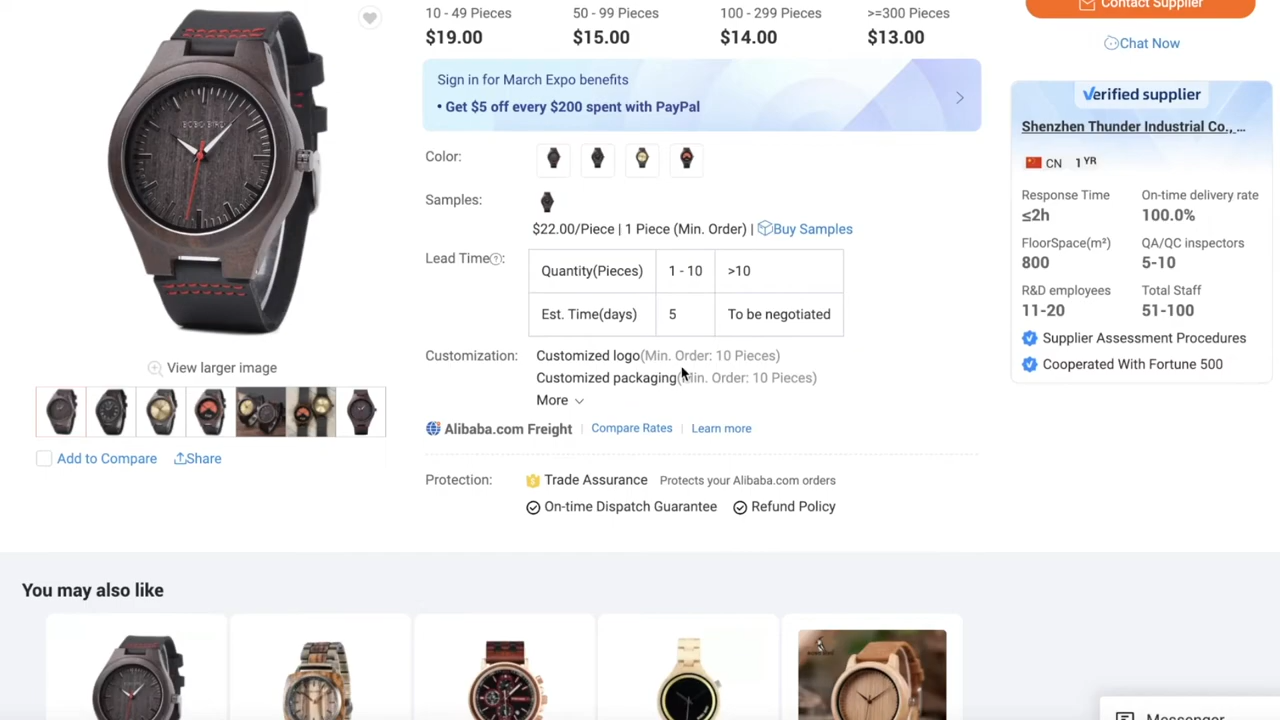 Contact Supplier
10 - 49 Pieces
50 - 99 Pieces
100 - 299 Pieces
>=300 Pieces
$19.00
$15.00
$14.00
$13.00
Chat Now
Sign in for March Expo benefits
• Get $5 off every $200 spent with PayPal
Verified supplier
Shenzhen Thunder Industrial Co., ...
CN 1 YR
Color:
Samples:
$22.00/Piece | 1 Piece (Min. Order) | Buy Samples
Response Time
On-time delivery rate
≤2h
100.0%
FloorSpace(m²)
QA/QC inspectors
800
5-10
R&D employees
Total Staff
11-20
51-100
Supplier Assessment Procedures
Cooperated With Fortune 500
Lead Time?:
Quantity(Pieces)
1 - 10
>10
Est. Time(days)
5
To be negotiated
BOBO BIRD
View larger image
Customization:
Customized logo(Min. Order: 10 Pieces)
Customized packaging(Min. Order: 10 Pieces)
More
Alibaba.com Freight | Compare Rates | Learn more
Add to Compare
Share
Protection:
Trade Assurance Protects your Alibaba.com orders
On-time Dispatch Guarantee
Refund Policy
You may also like
Messenger